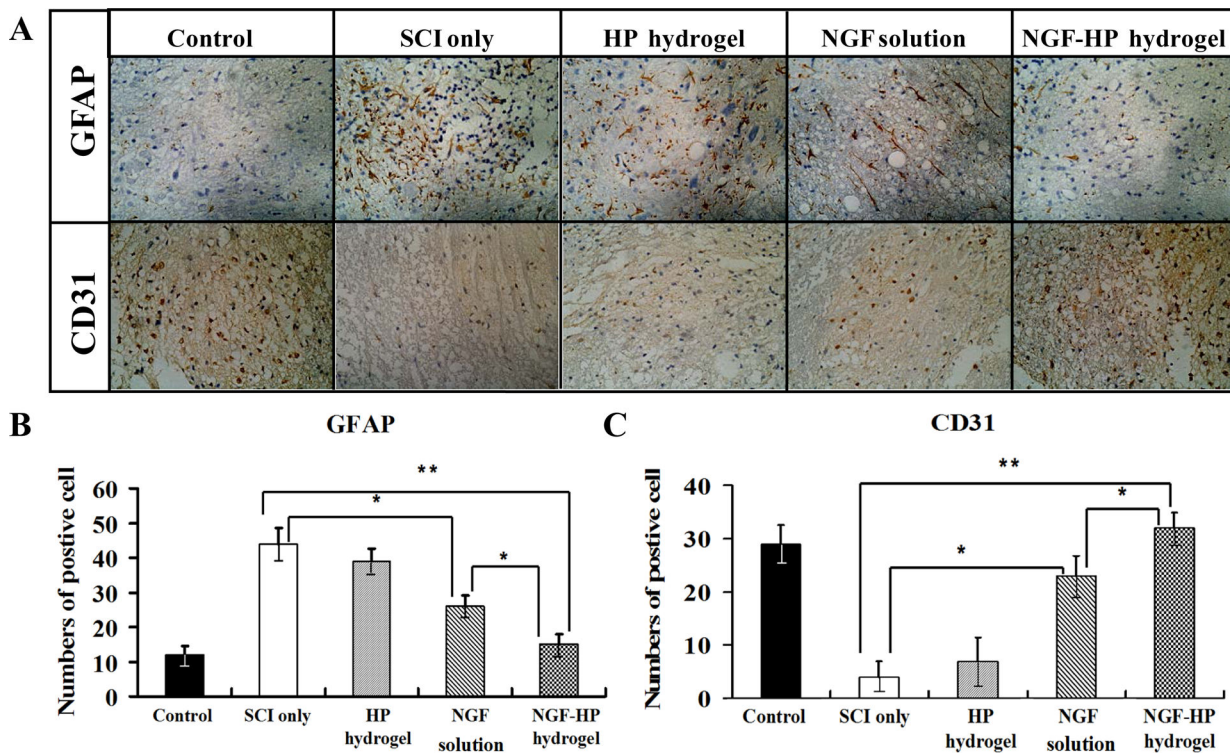 A
Control
SCI only
HP hydrogel
NGF solution
NGF-HP hydrogel
GFAP
CD31
B
GFAP
Numbers of postive cell
60
50
40
30
20
10
0
**
*
*
Control
SCI only
HP
hydrogel
NGF
solution
NGF-HP
hydrogel
C
CD31
Numbers of postive cell
40
30
20
10
0
**
*
*
Control
SCI only
HP
hydrogel
NGF
solution
NGF-HP
hydrogel